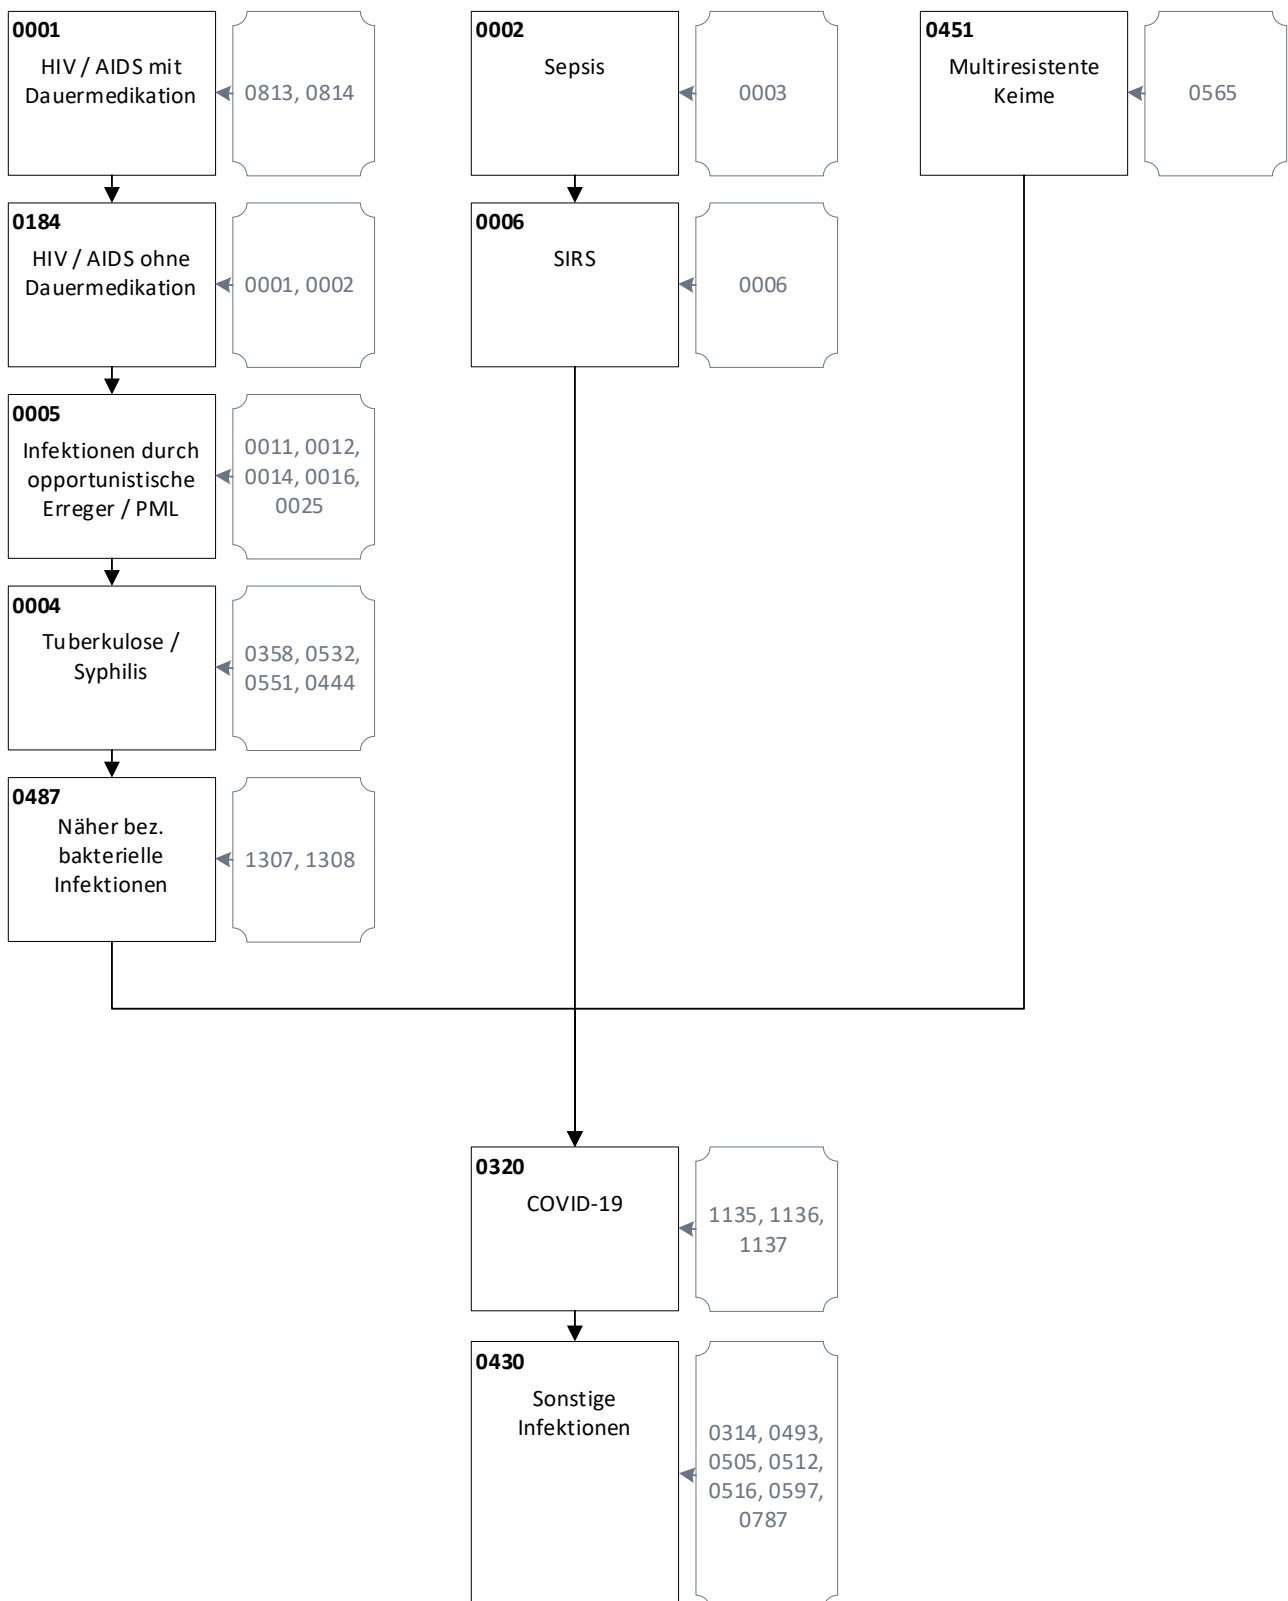 0001
HIV / AIDS mit
Dauermedikation
0813, 0814
0002
Sepsis
0003
0451
Multiresistente
Keime
0565
0184
HIV / AIDS ohne
Dauermedikation
0001, 0002
0006
SIRS
0006
0005
Infektionen durch
opportunistische
Erreger / PML
0011, 0012,
0014, 0016,
0025
0004
Tuberkulose /
Syphilis
0358, 0532,
0551, 0444
0487
Näher bez.
bakterielle
Infektionen
1307, 1308
0320
COVID-19
1135, 1136,
1137
0430
Sonstige
Infektionen
0314, 0493,
0505, 0512,
0516, 0597,
0787